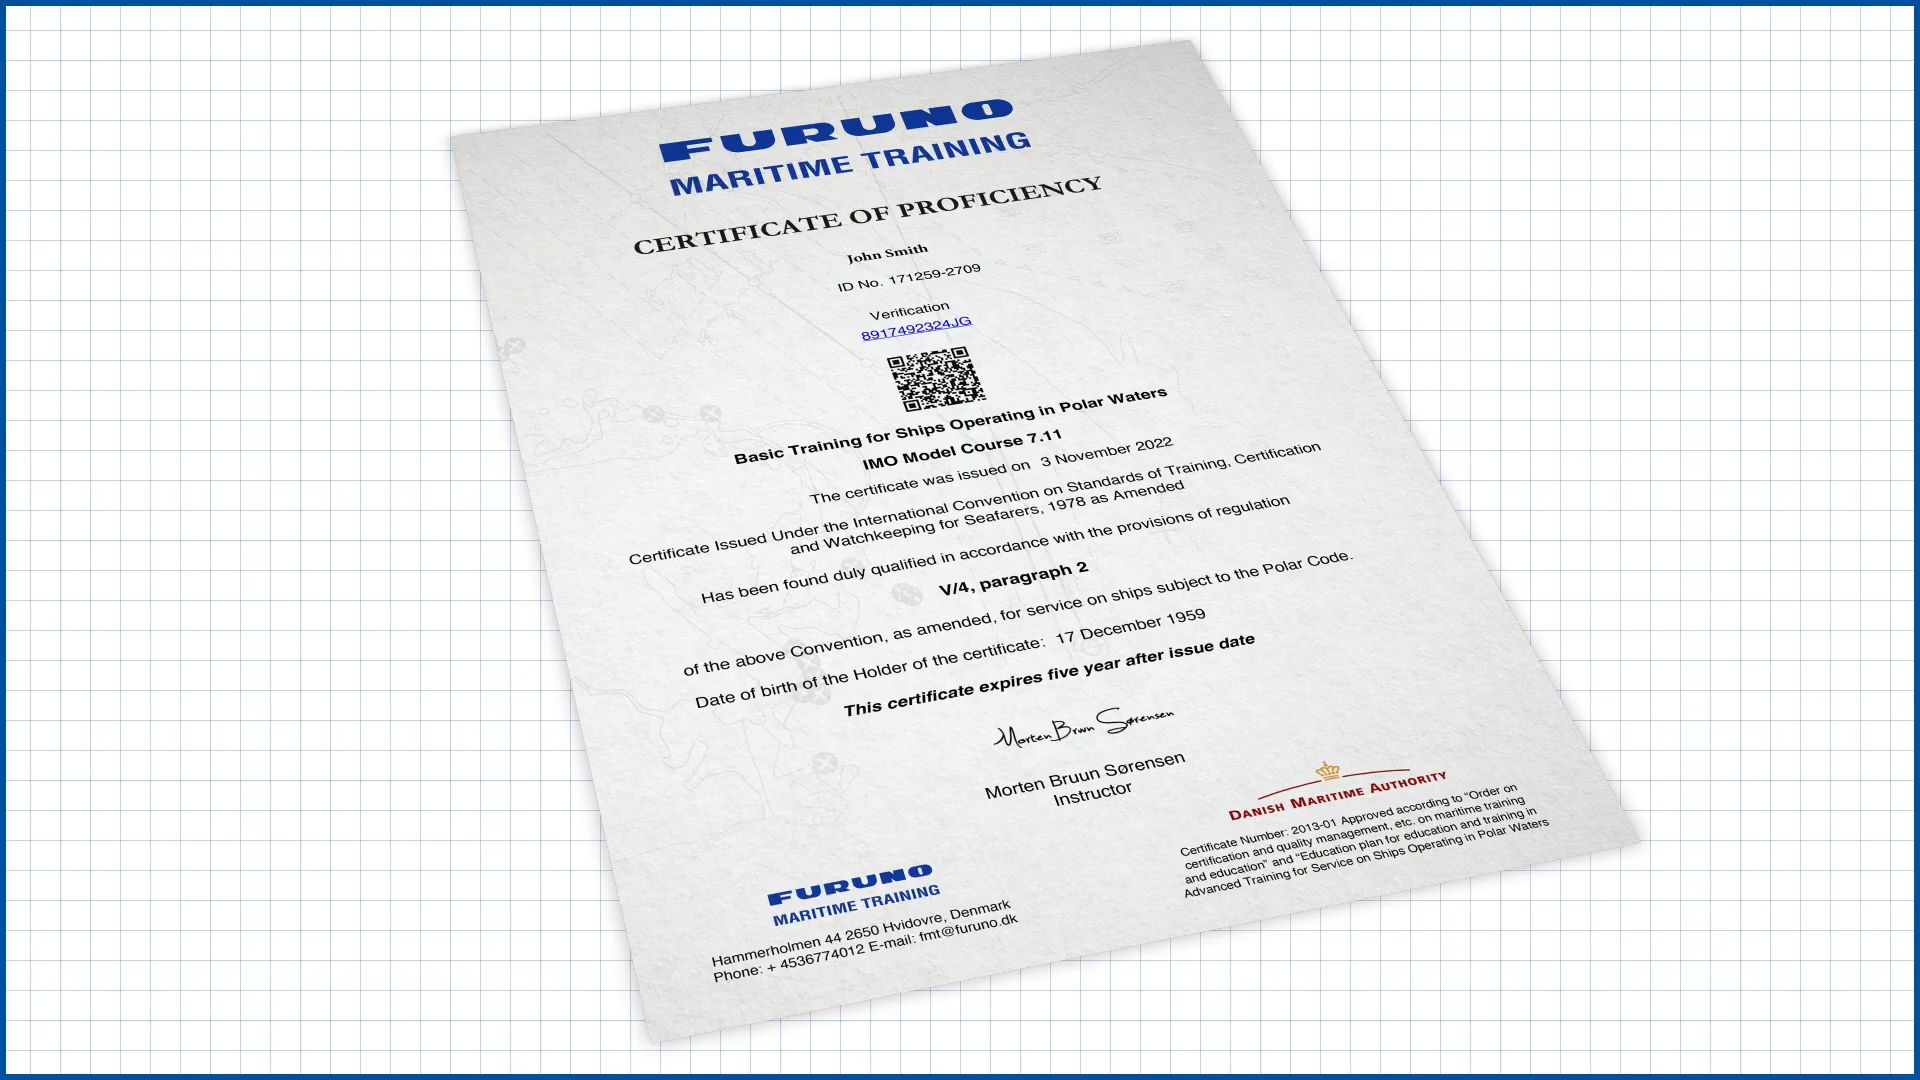 FURUNO
MARITIME TRAINING
CERTIFICATE OF PROFICIENCY
John Smith
ID No. 171259-2709
Verification
8917492324JG
Basic Training for Ships Operating in Polar Waters
IMO Model Course 7.11
The certificate was issued on 3 November 2022
Certificate Issued Under the International Convention on Standards of Training, Certification
and Watchkeeping for Seafarers, 1978 as Amended
Has been found duly qualified in accordance with the provisions of regulation
V/4, paragraph 2
of the above Convention, as amended, for service on ships subject to the Polar Code.
Date of birth of the Holder of the certificate: 17 December 1959
This certificate expires five year after issue date
Morten Bruun Sørensen
Morten Bruun Sørensen
Instructor
DANISH MARITIME AUTHORITY
Certificate Number: 2013-01 Approved according to “Order on
certification and quality management, etc. on maritime training
and education” and “Education plan for education and training in
Advanced Training for Service on Ships Operating in Polar Waters
FURUNO
MARITIME TRAINING
Hammerholmen 44 2650 Hvidovre, Denmark
Phone: + 4536774012 E-mail: fmt@furuno.dk